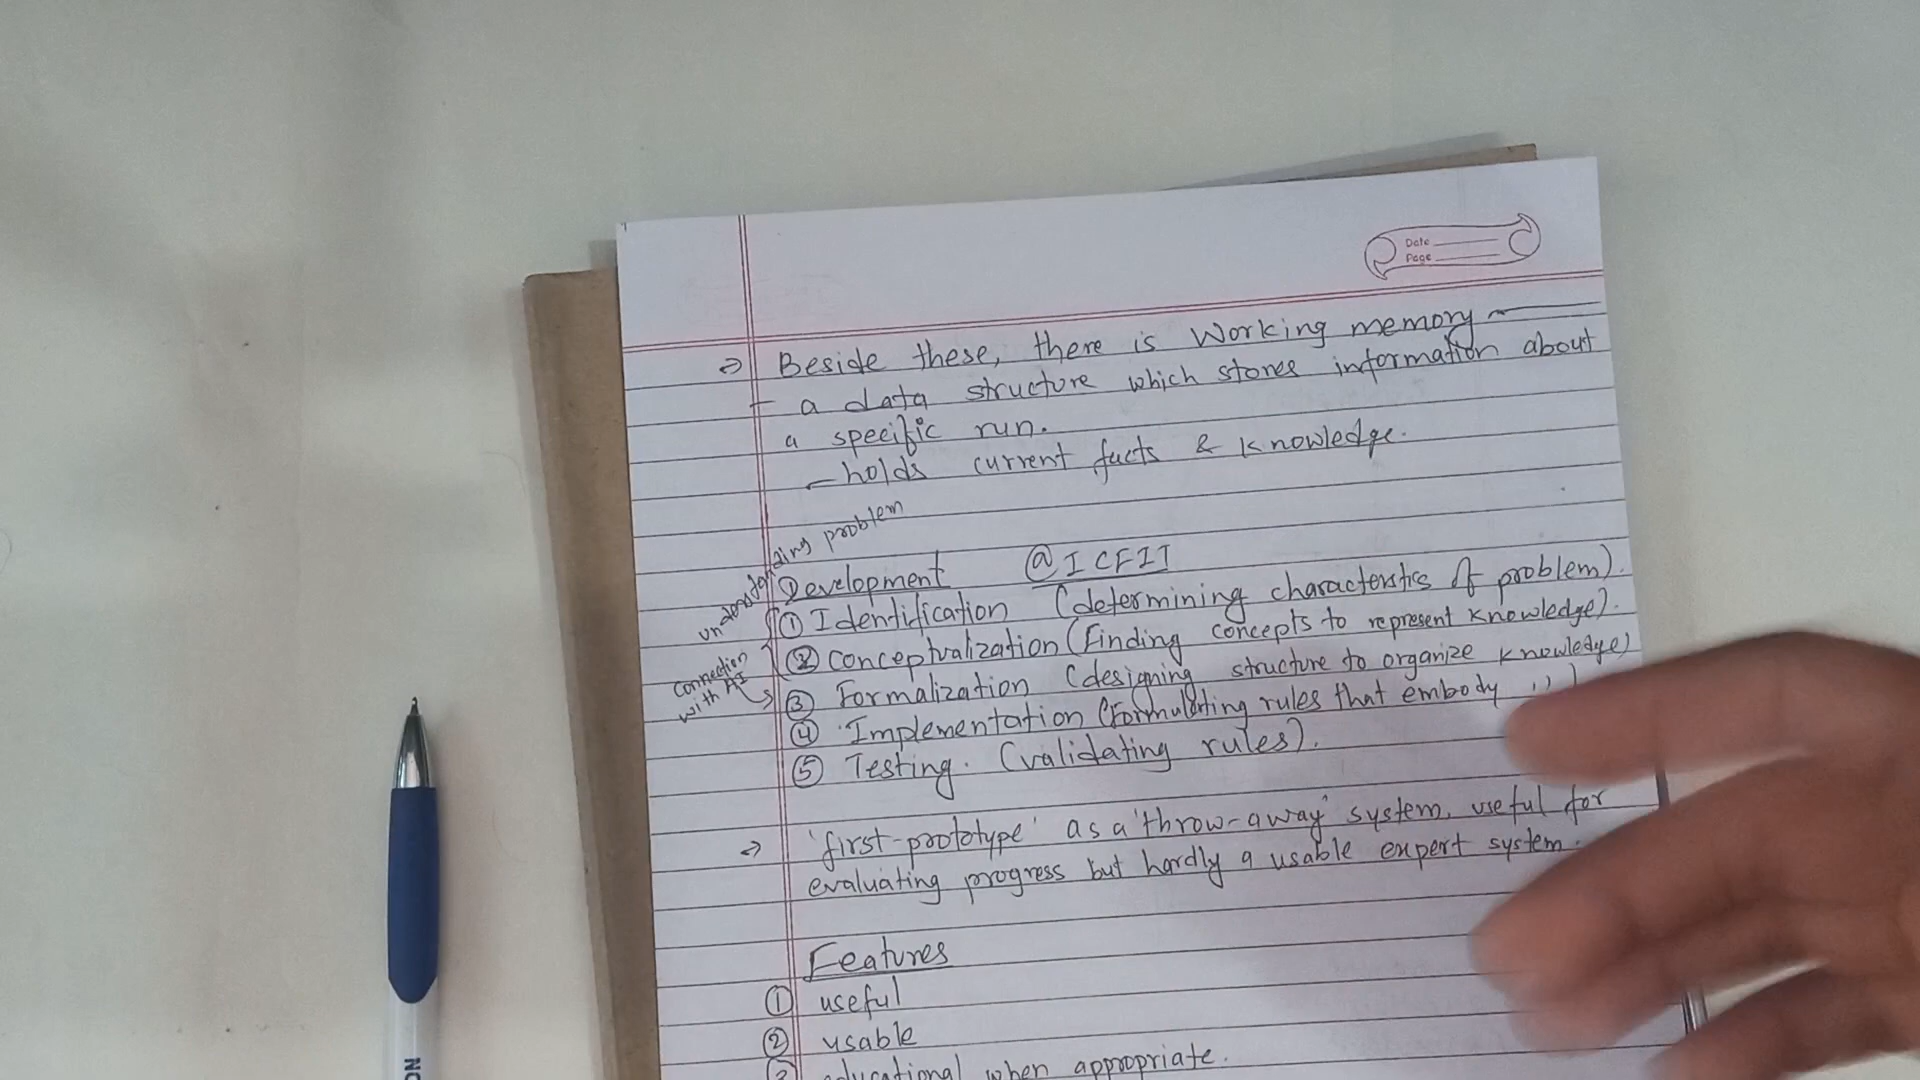 Date
Page
⇒ Beside these, there is Working memory
– a data structure which stores information about
a specific run.
– holds current facts & knowledge.
understanding problem
Development @ICFIT
① Identification (determining characteristics of problem).
② conceptualization (Finding concepts to represent knowledge).
connection with AI
③ Formalization (designing structure to organize knowledge)
④ Implementation (Formulating rules that embody ,, )
⑤ Testing. (validating rules).
⇒ 'first-prototype' as a 'throw-away' system, useful for
evaluating progress but hardly a usable expert system.
Features
① useful
② usable
③ educational when appropriate.